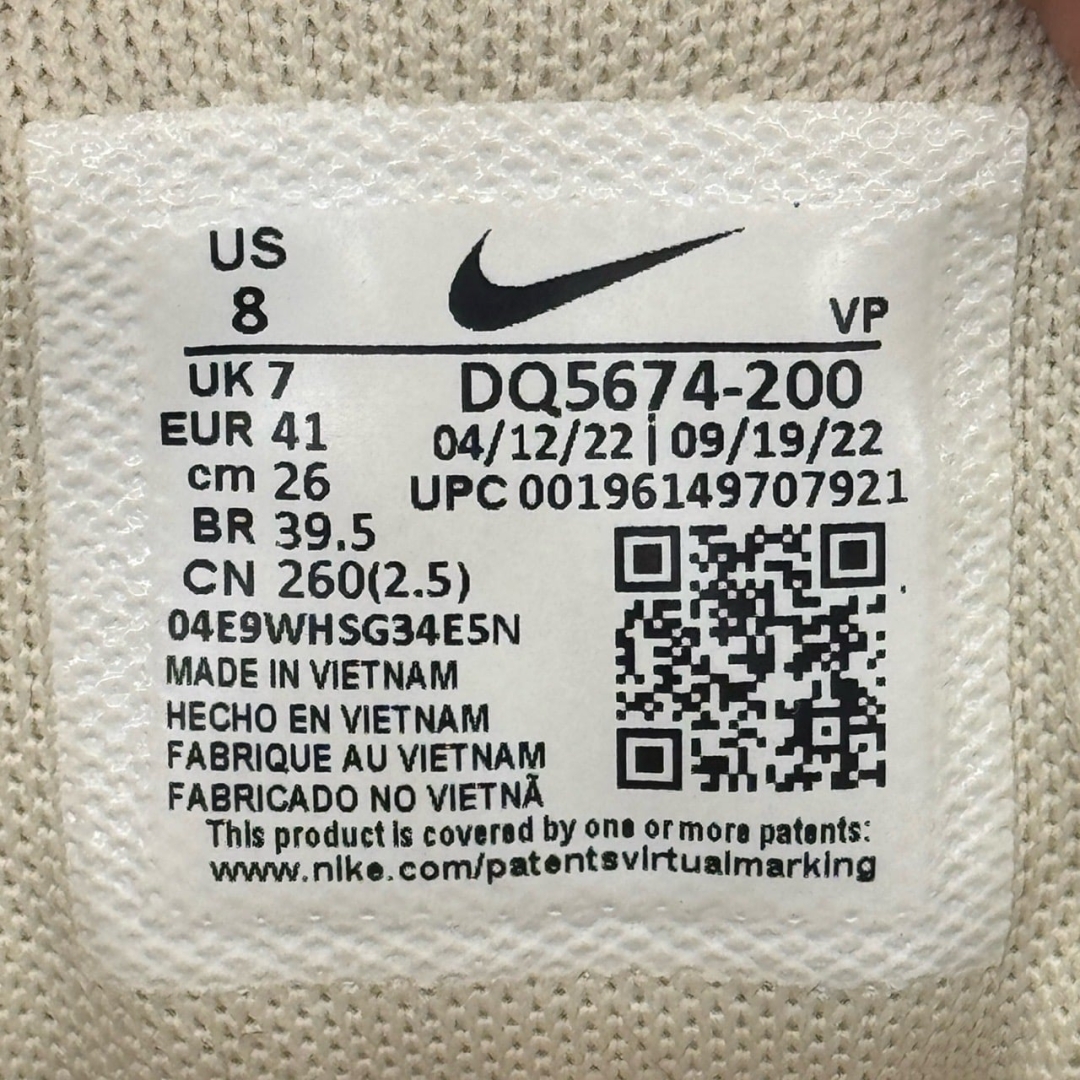 US
8
VP
UK 7
DQ5674-200
EUR 41
04/12/22 | 09/19/22
cm 26
UPC 00196149707921
BR 39.5
CN 260(2.5)
04E9WHSG34E5N
MADE IN VIETNAM
HECHO EN VIETNAM
FABRIQUE AU VIETNAM
FABRICADO NO VIETNÃ
This product is covered by one or more patents:
www.nike.com/patentsvirtualmarking